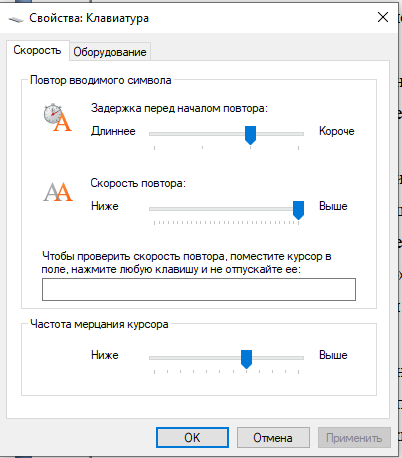 Свойства: Клавиатура
Скорость
Оборудование
Повтор вводимого символа
Задержка перед началом повтора:
Длиннее
Короче
Скорость повтора:
Ниже
Выше
Чтобы проверить скорость повтора, поместите курсор в
поле, нажмите любую клавишу и не отпускайте ее:
Частота мерцания курсора
Ниже
Выше
OK
Отмена
Применить